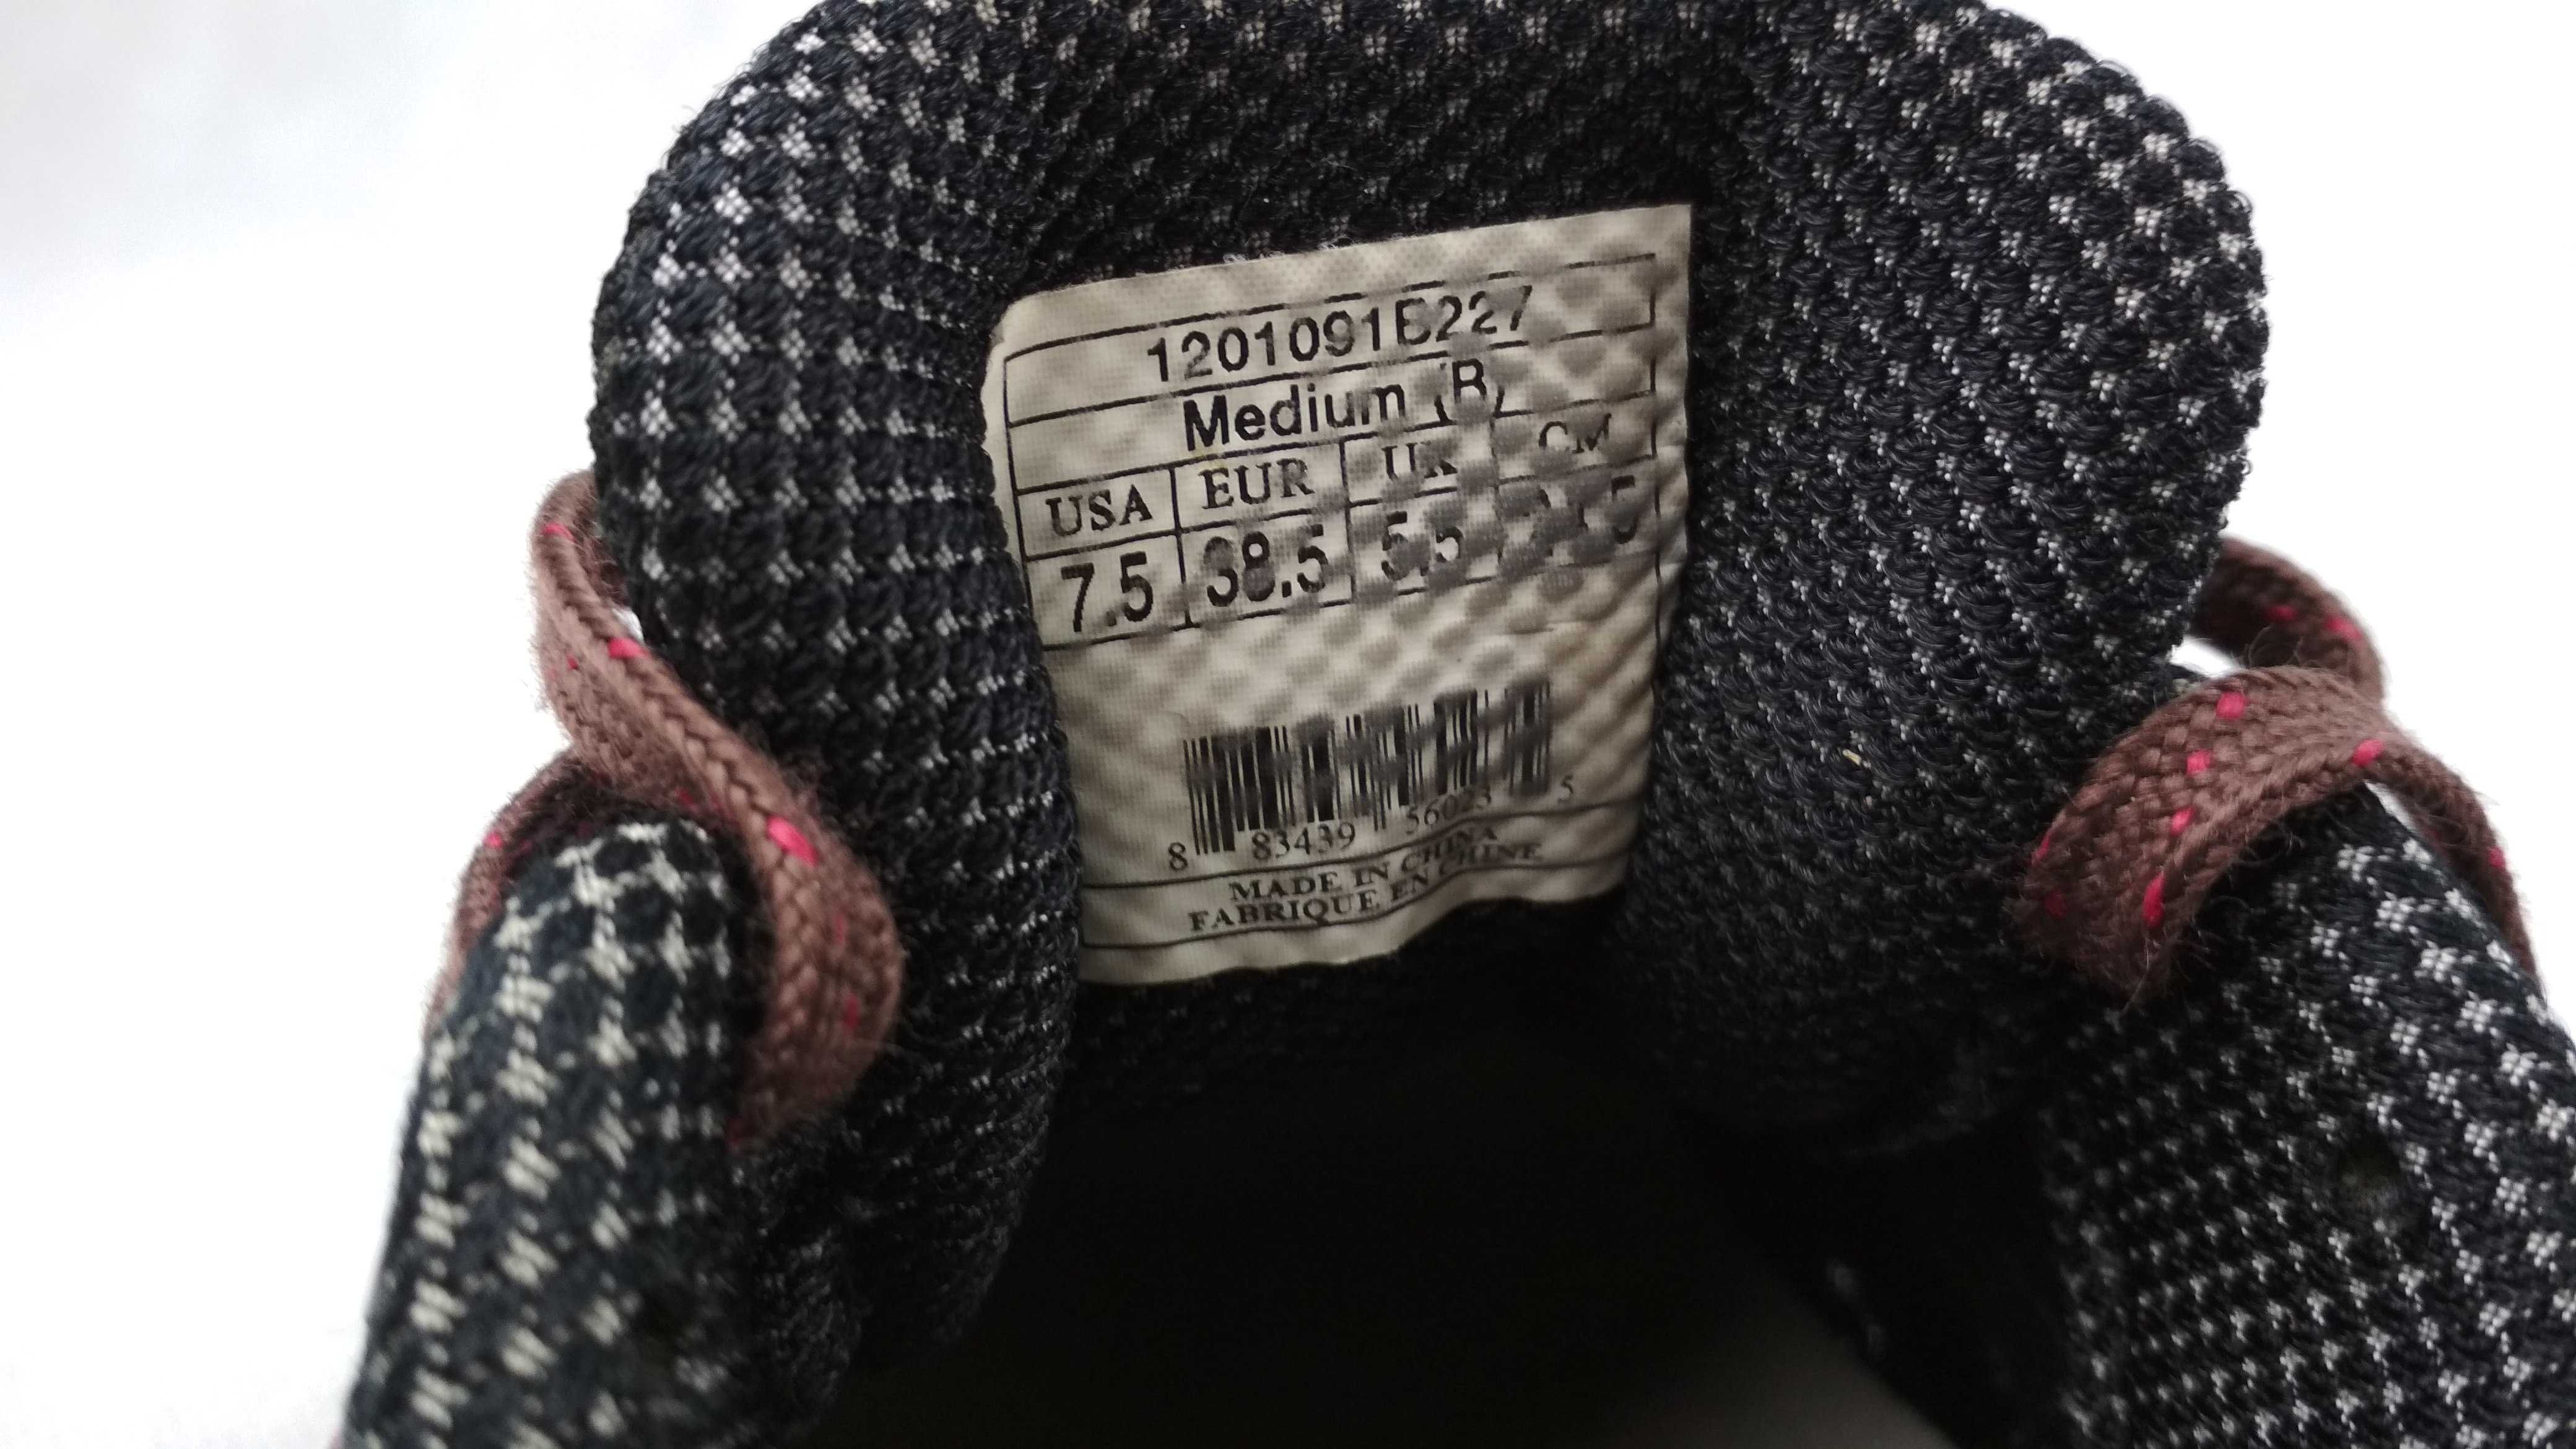 1201091B227
Medium (B)
USA EUR UK CM
7.5 38.5 5.5
8 83439 56023 5
MADE IN CHINA
FABRIQUE EN CHINE